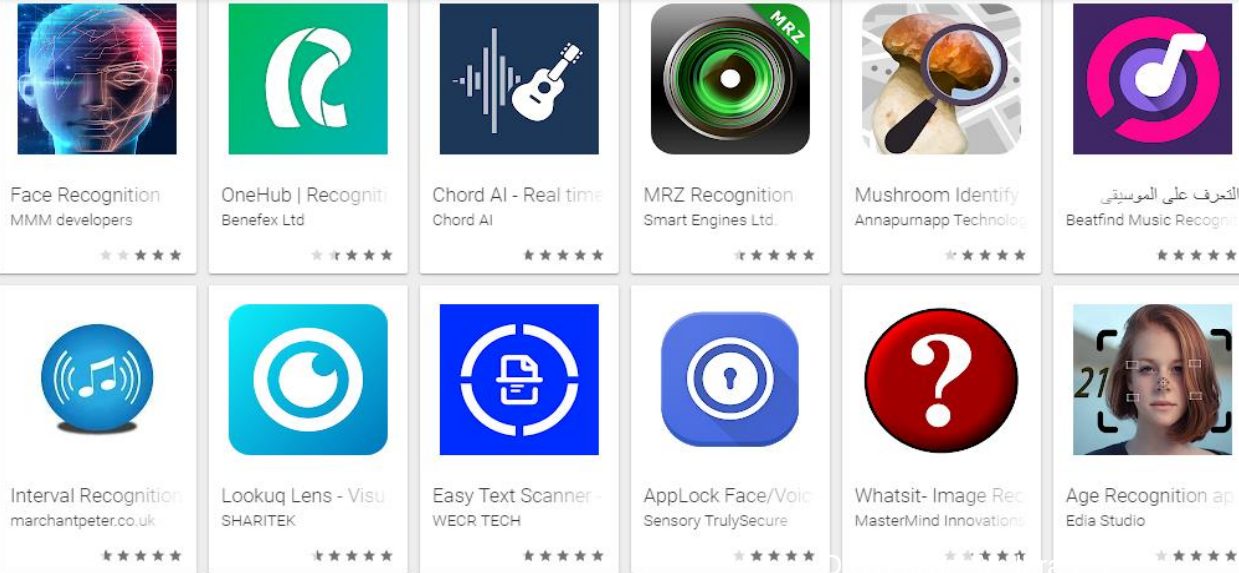 MRZ
Face Recognition
MMM developers
OneHub | Recogniti
Benefex Ltd
Chord AI - Real time
Chord AI
MRZ Recognition
Smart Engines Ltd.
Mushroom Identify
Annapurnapp Technolog
التعرف على الموسيقى
Beatfind Music Recognit
21
Interval Recognition
marchantpeter.co.uk
Lookuq Lens - Visu
SHARITEK
Easy Text Scanner -
WECR TECH
AppLock Face/Voic
Sensory TrulySecure
?
Whatsit- Image Rec
MasterMind Innovations
Age Recognition ap
Edia Studio